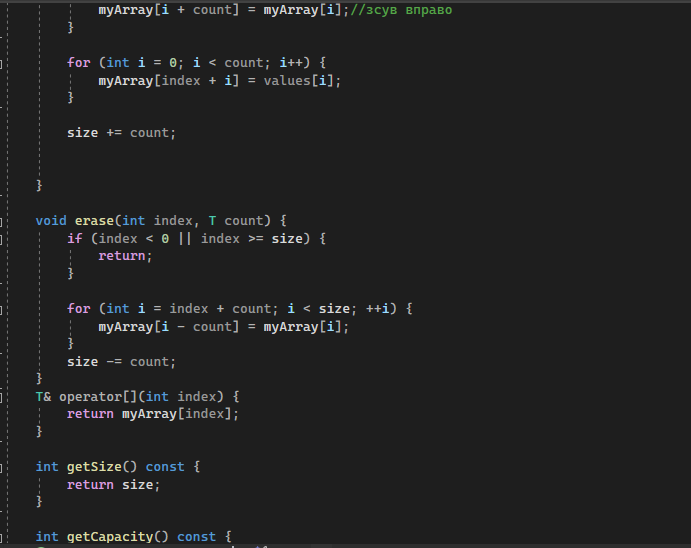 myArray[i + count] = myArray[i];//зсув вправо
}
for (int i = 0; i < count; i++) {
myArray[index + i] = values[i];
}
size += count;
}
void erase(int index, T count) {
if (index < 0 || index >= size) {
return;
}
for (int i = index + count; i < size; ++i) {
myArray[i - count] = myArray[i];
}
size -= count;
}
T& operator[](int index) {
return myArray[index];
}
int getSize() const {
return size;
}
int getCapacity() const {